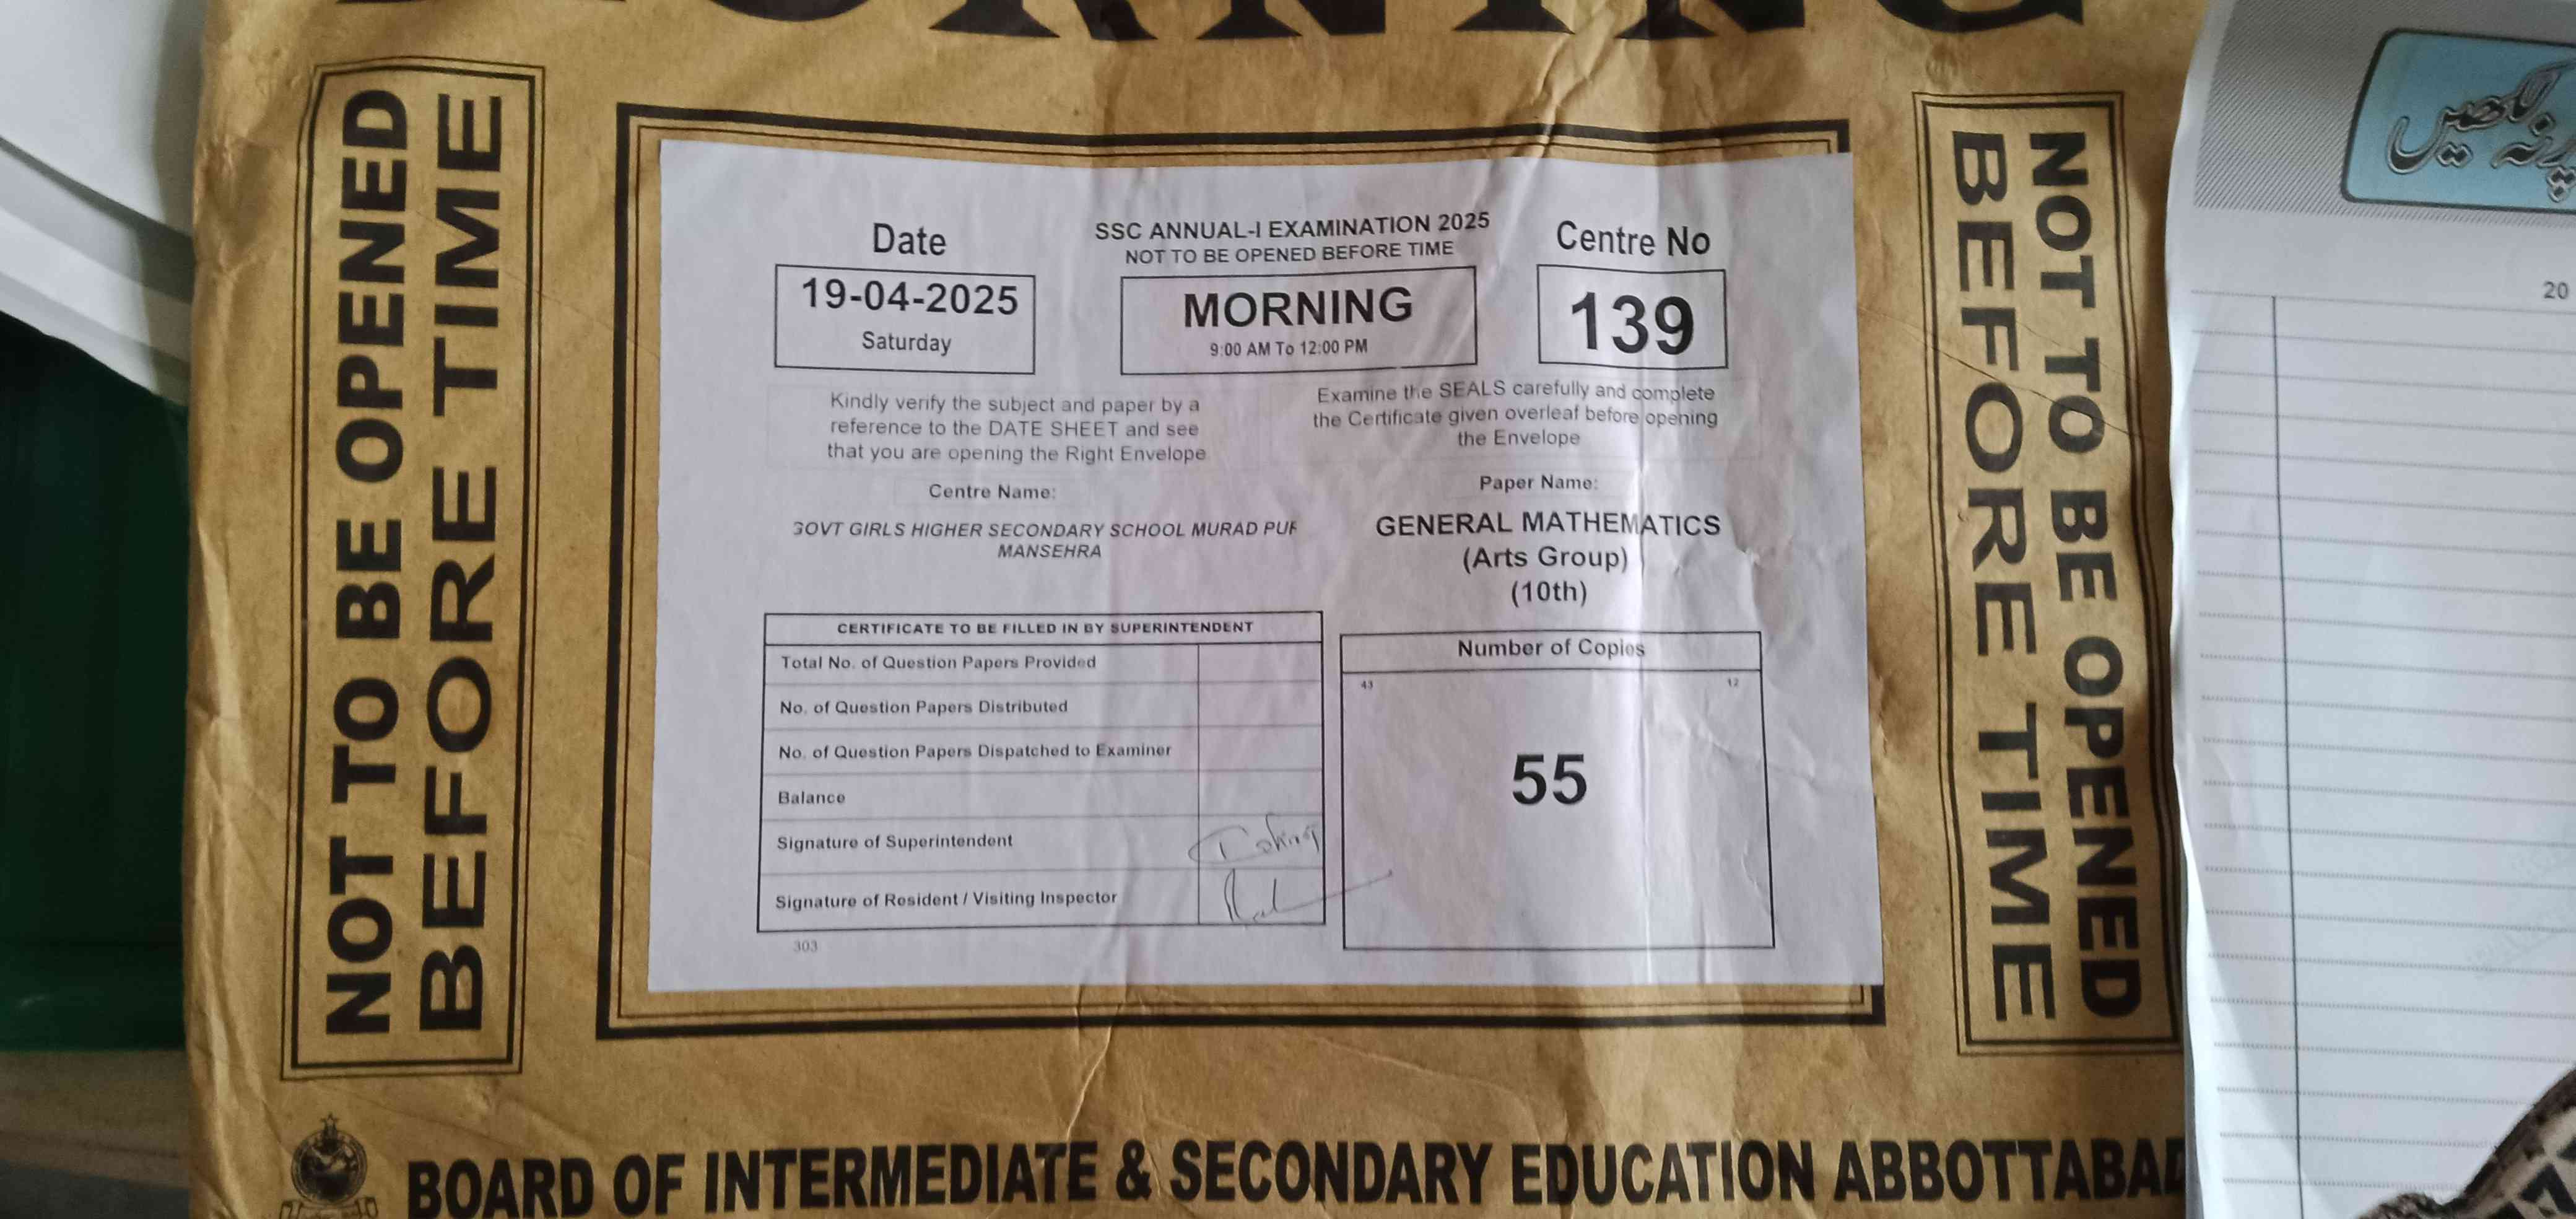 NOT TO BE OPENED
BEFORE TIME
Date
19-04-2025
Saturday
SSC ANNUAL-I EXAMINATION 2025
NOT TO BE OPENED BEFORE TIME
MORNING
9:00 AM To 12:00 PM
Centre No
139
Kindly verify the subject and paper by a
reference to the DATE SHEET and see
that you are opening the Right Envelope
Examine the SEALS carefully and complete
the Certificate given overleaf before opening
the Envelope
Centre Name:
GOVT GIRLS HIGHER SECONDARY SCHOOL MURAD PUR
MANSEHRA
Paper Name:
GENERAL MATHEMATICS
(Arts Group)
(10th)
CERTIFICATE TO BE FILLED IN BY SUPERINTENDENT
Total No. of Question Papers Provided
No. of Question Papers Distributed
No. of Question Papers Dispatched to Examiner
Balance
Signature of Superintendent
Signature of Resident / Visiting Inspector
303
Number of Copies
43 12
55
NOT TO BE OPENED
BEFORE TIME
BOARD OF INTERMEDIATE & SECONDARY EDUCATION ABBOTTABAD
پر نہ لکھیں
20